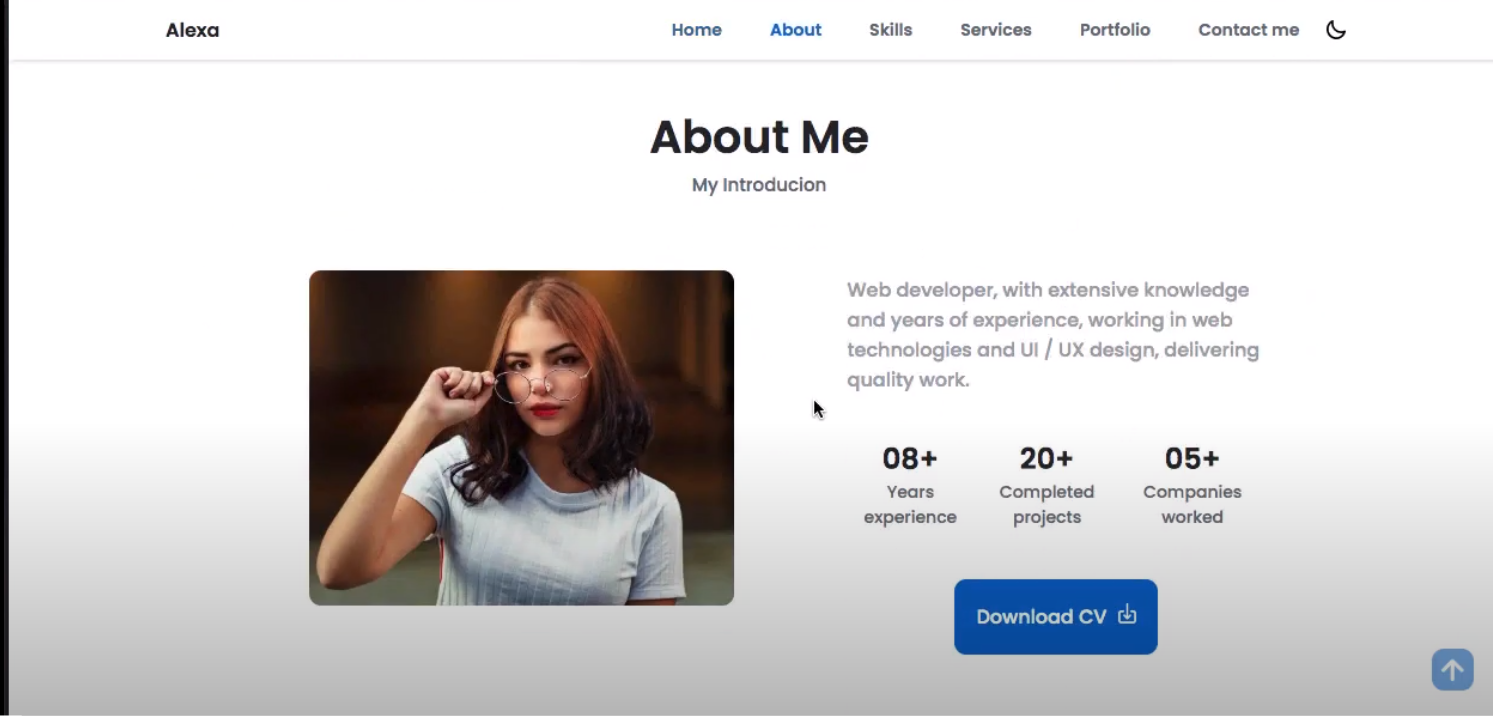 Alexa
Home About Skills Services Portfolio Contact me
About Me
My Introducion
Web developer, with extensive knowledge
and years of experience, working in web
technologies and UI / UX design, delivering
quality work.
08+ 20+ 05+
Years Completed Companies
experience projects worked
Download CV